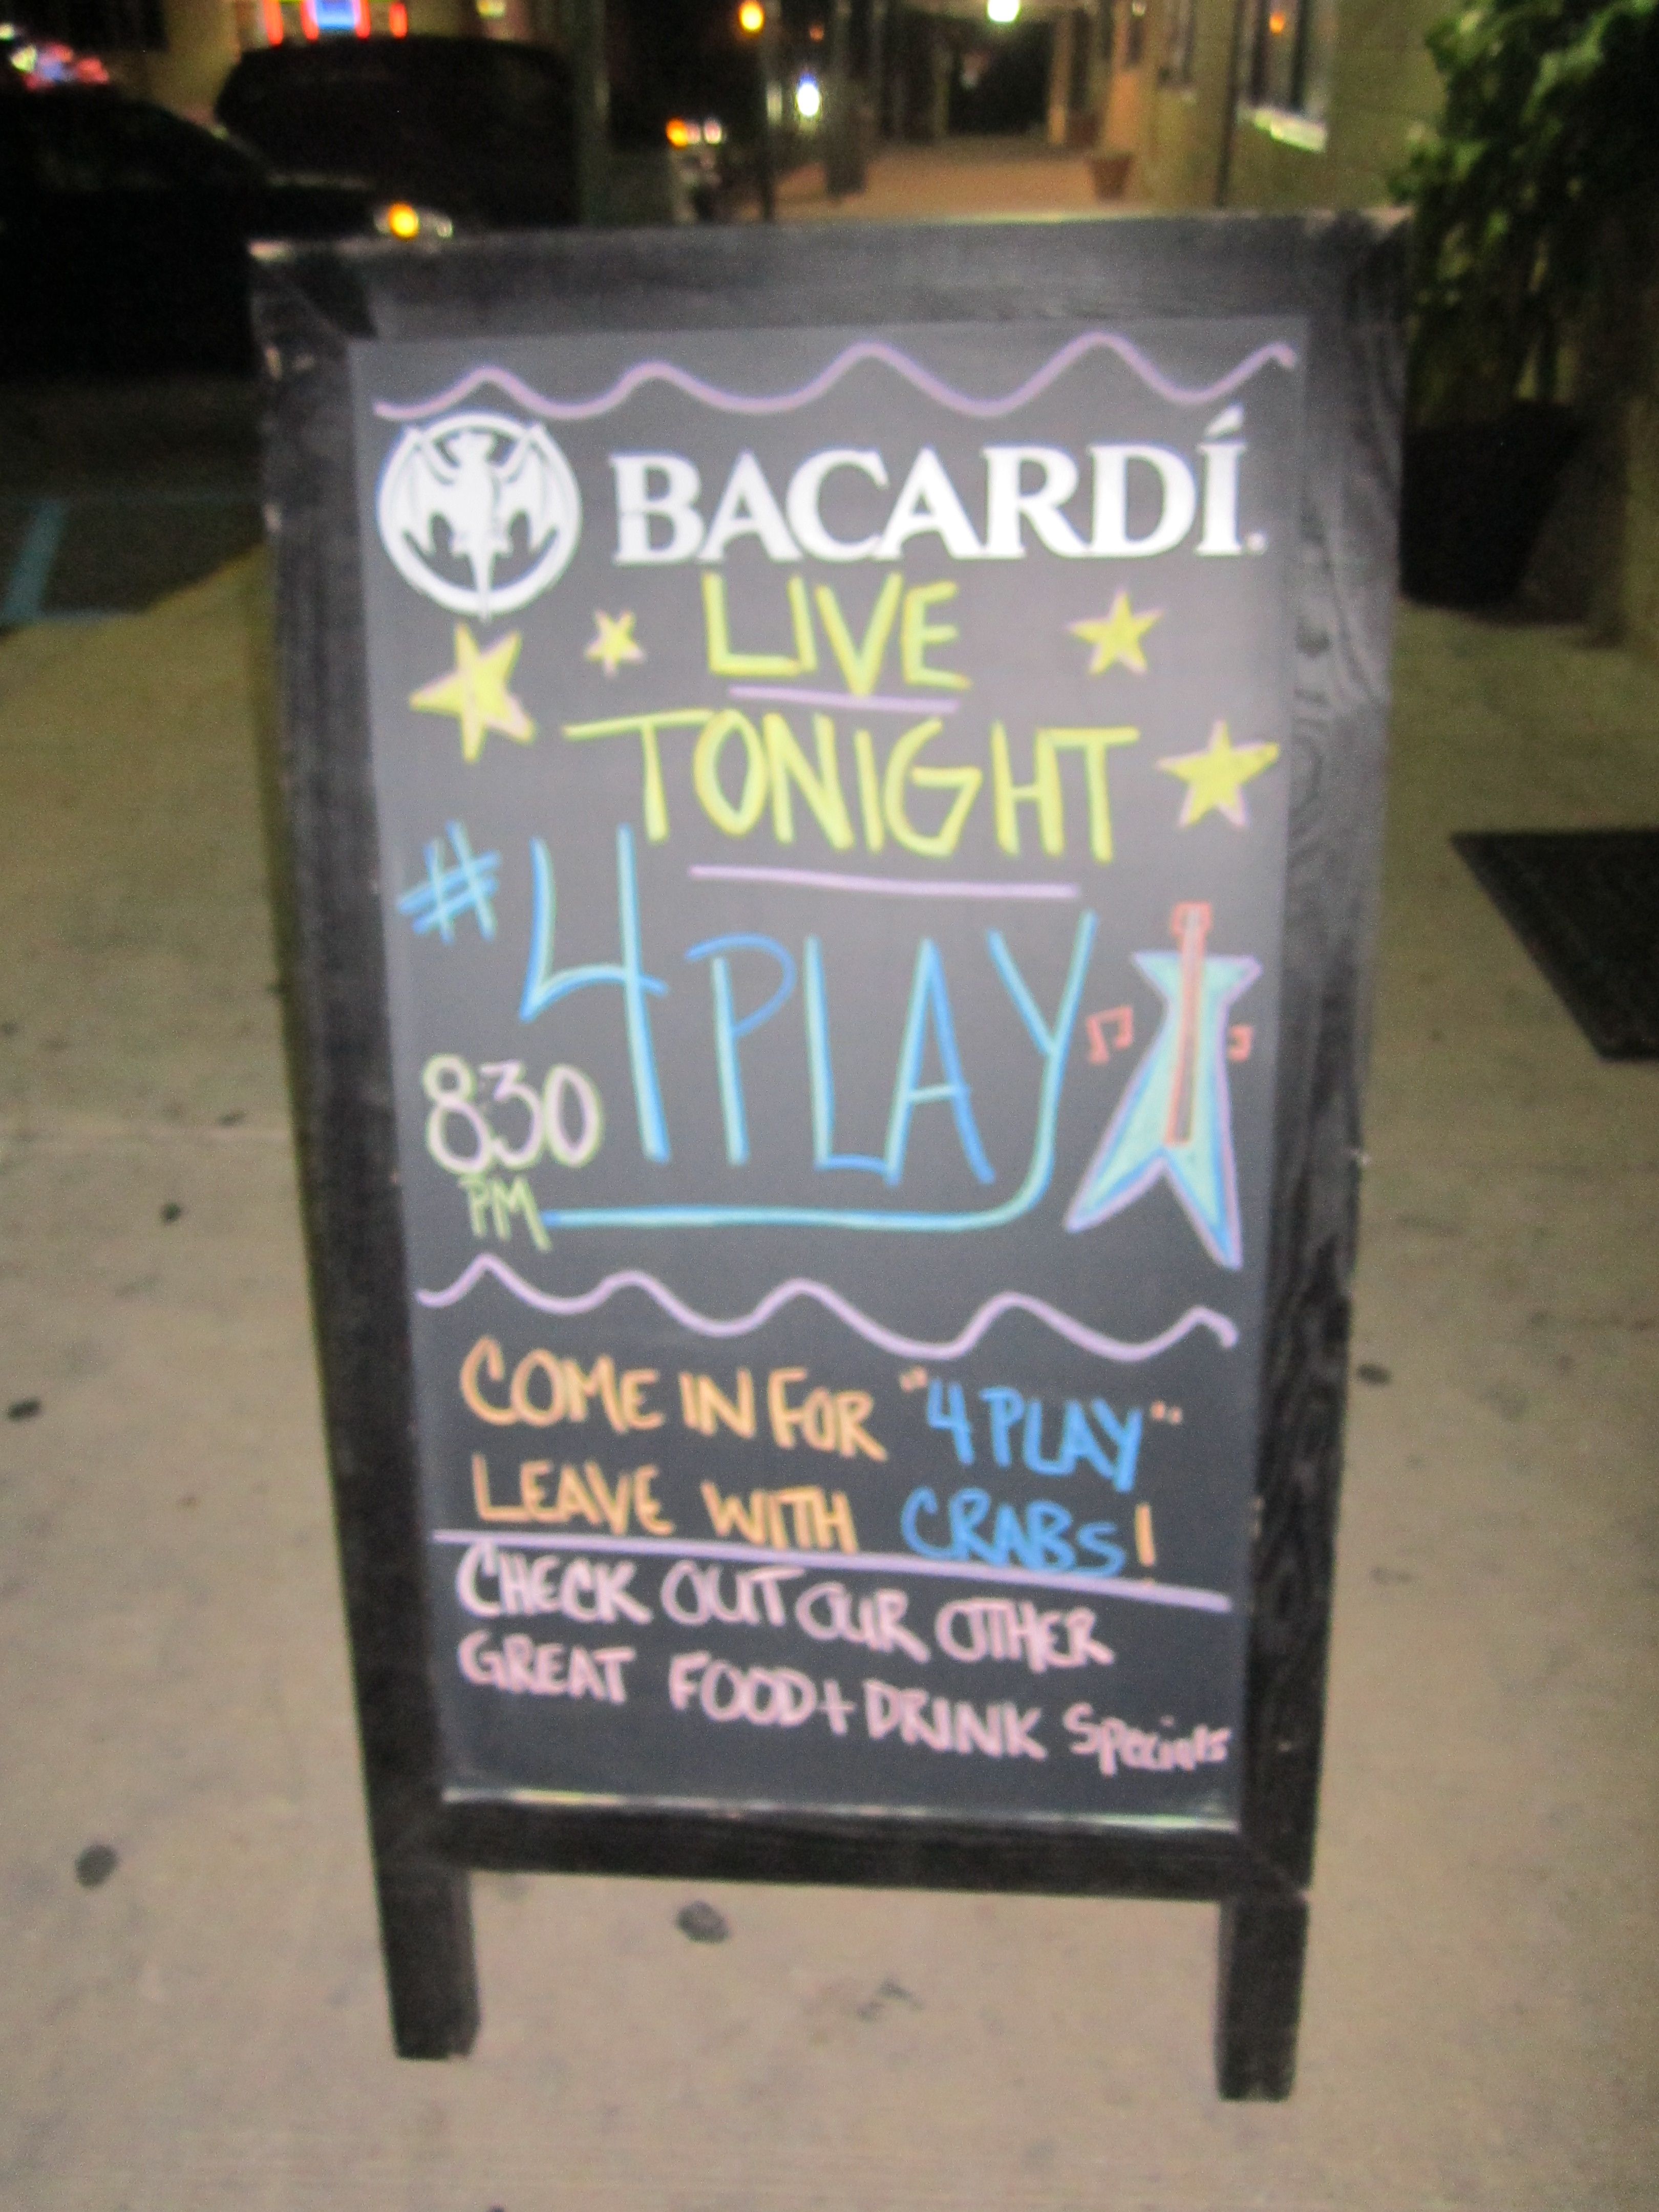 BACARDÍ.
LIVE
TONIGHT
#4PLAY
830
PM
COME IN FOR "4 PLAY"
LEAVE WITH CRABS!
CHECK OUT OUR OTHER
GREAT FOOD + DRINK Specials